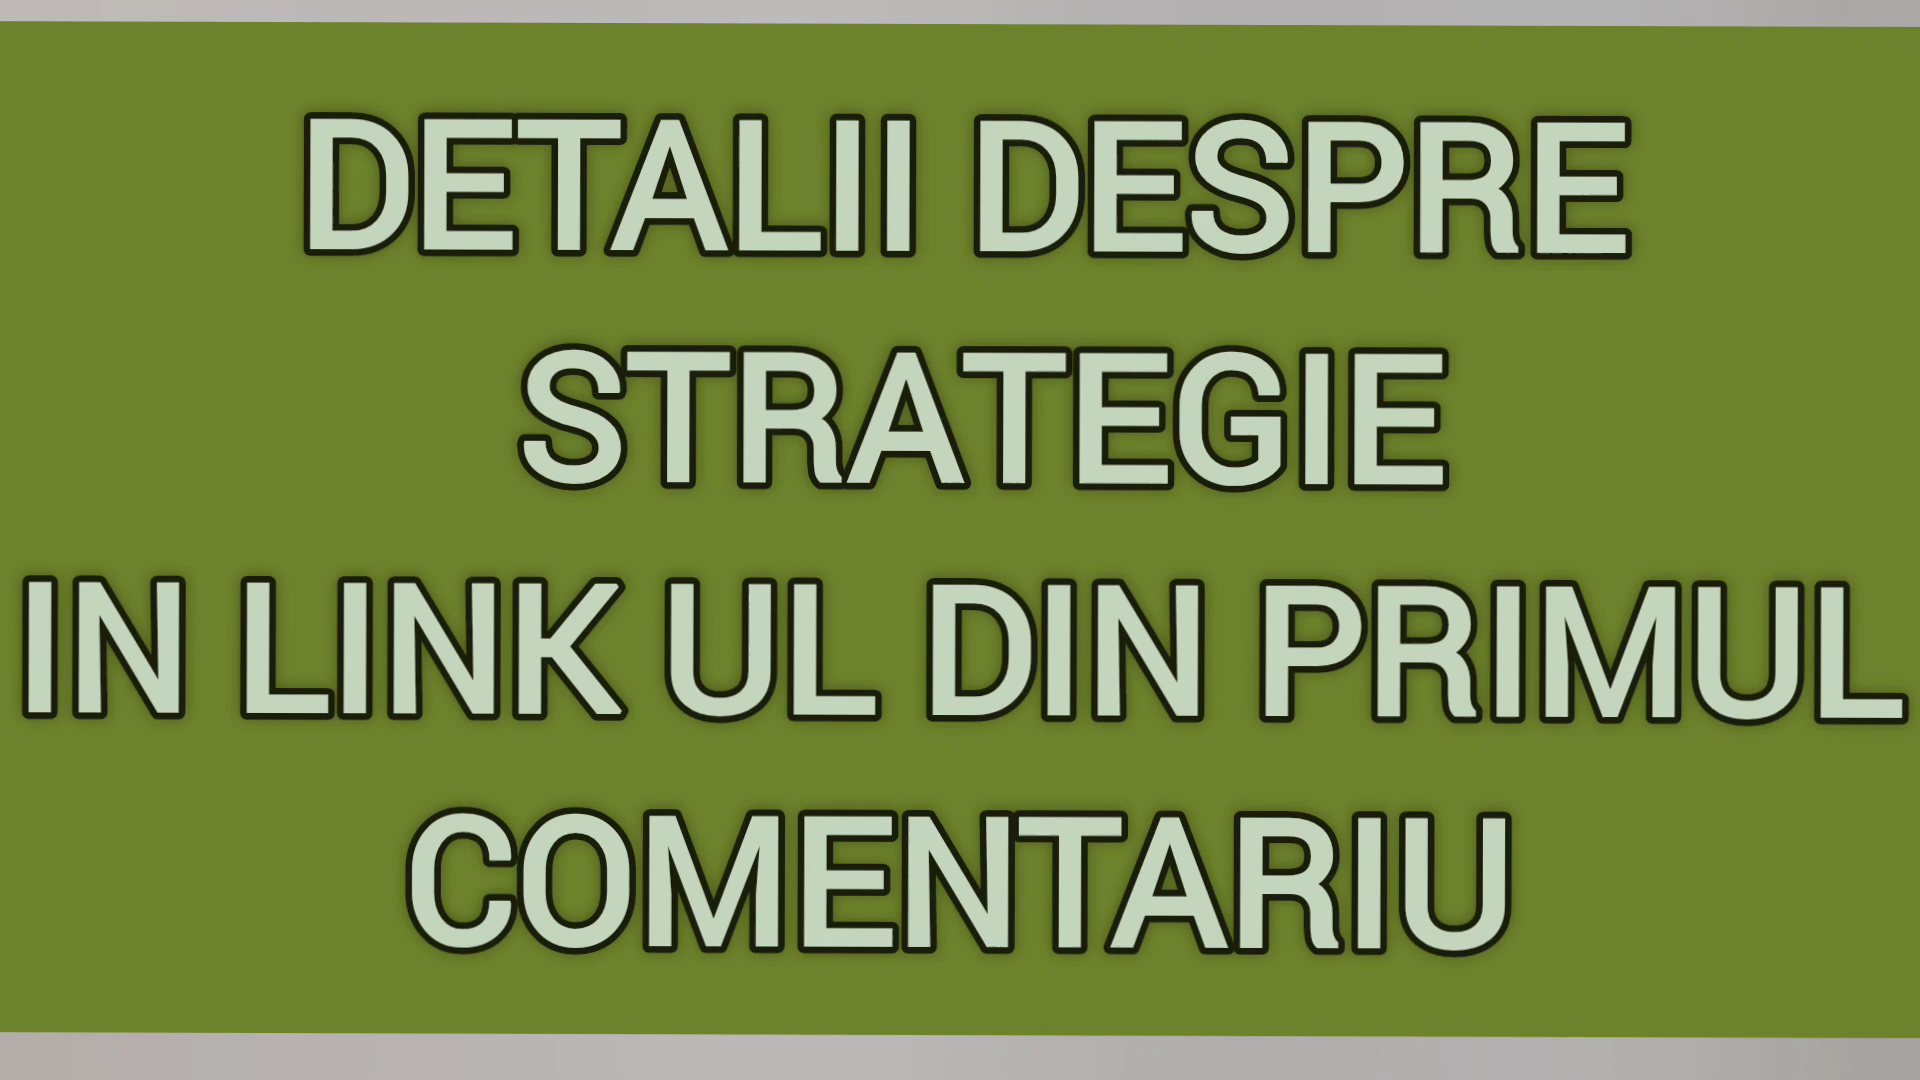 DETALII DESPRE
STRATEGIE
IN LINK UL DIN PRIMUL
COMENTARIU